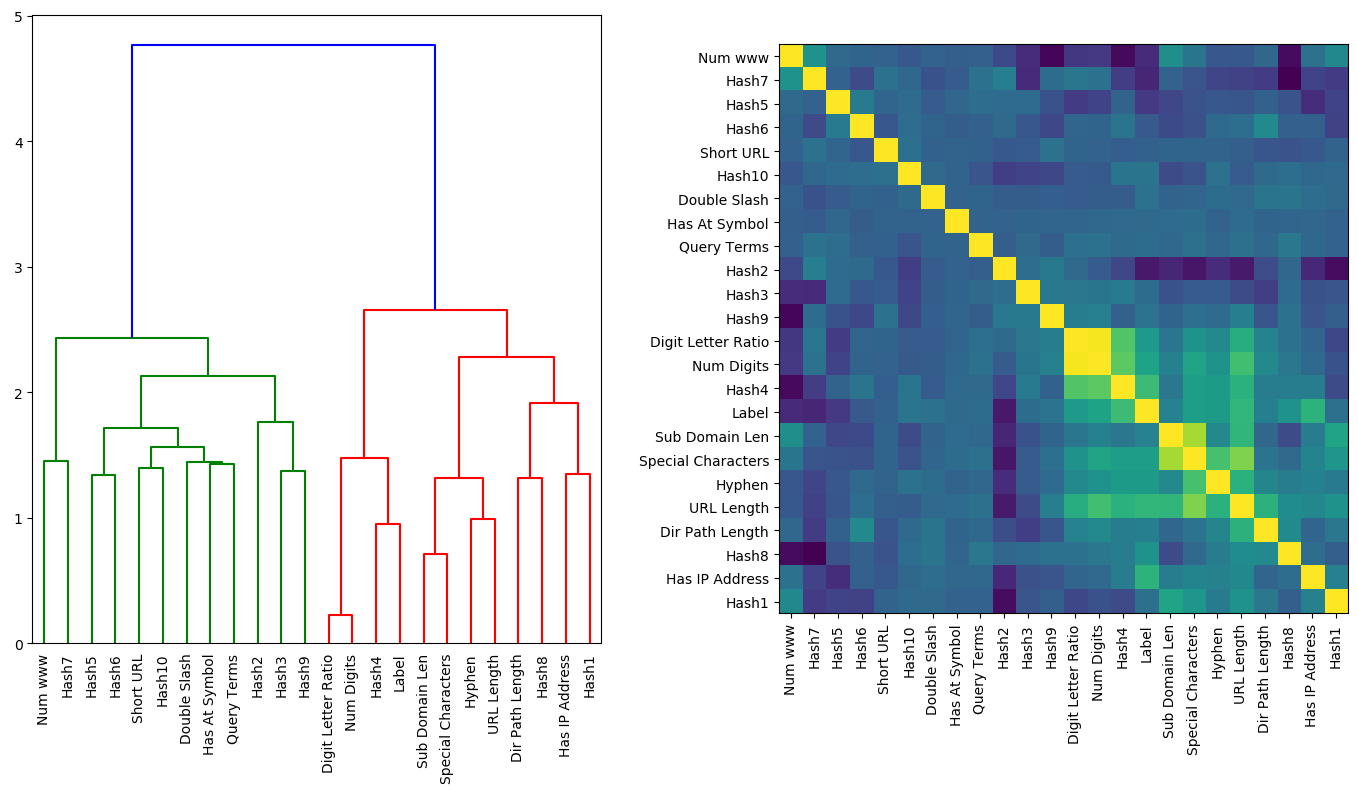 5
4
3
2
1
0
Num www
Hash7
Hash5
Hash6
Short URL
Hash10
Double Slash
Has At Symbol
Query Terms
Hash2
Hash3
Hash9
Digit Letter Ratio
Num Digits
Hash4
Label
Sub Domain Len
Special Characters
Hyphen
URL Length
Dir Path Length
Hash8
Has IP Address
Hash1
Num www
Hash7
Hash5
Hash6
Short URL
Hash10
Double Slash
Has At Symbol
Query Terms
Hash2
Hash3
Hash9
Digit Letter Ratio
Num Digits
Hash4
Label
Sub Domain Len
Special Characters
Hyphen
URL Length
Dir Path Length
Hash8
Has IP Address
Hash1
Num www
Hash7
Hash5
Hash6
Short URL
Hash10
Double Slash
Has At Symbol
Query Terms
Hash2
Hash3
Hash9
Digit Letter Ratio
Num Digits
Hash4
Label
Sub Domain Len
Special Characters
Hyphen
URL Length
Dir Path Length
Hash8
Has IP Address
Hash1